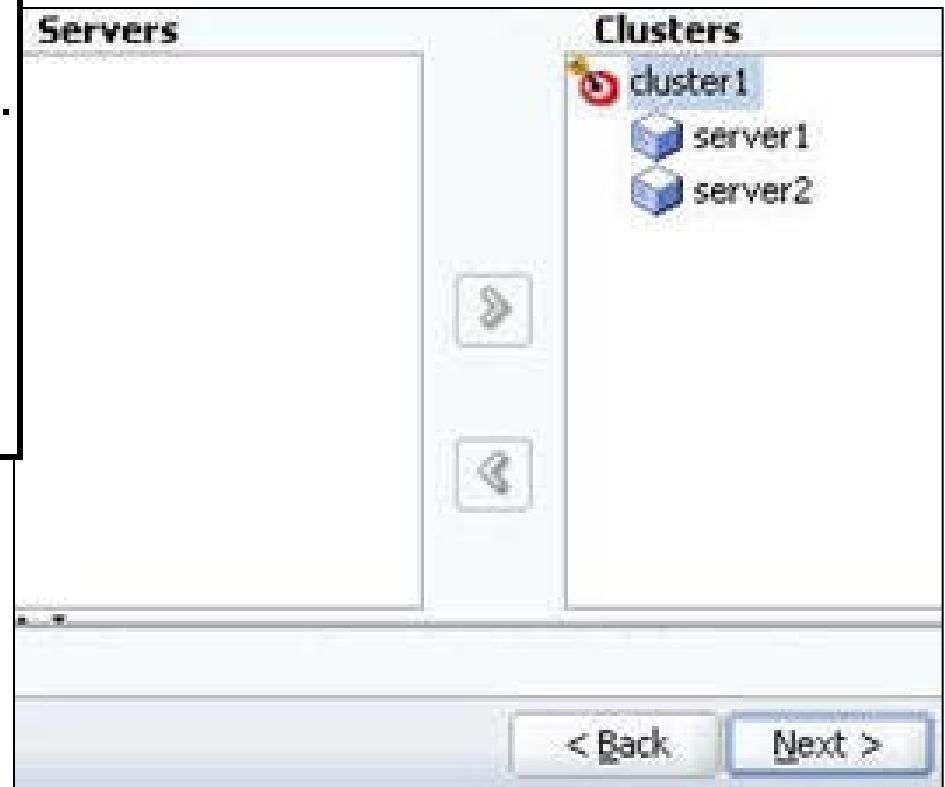 Servers
Clusters
.
cluster1
server1
server2
< Back
Next >